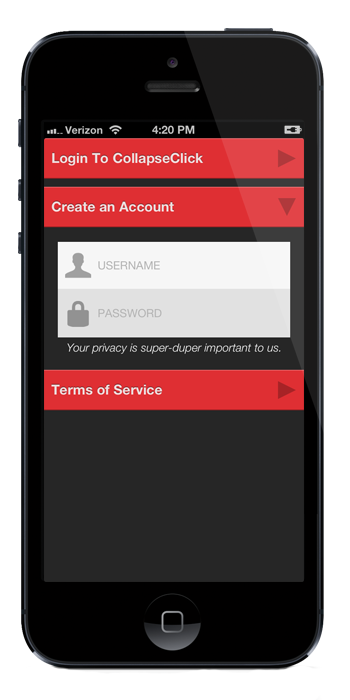 Verizon 4:20 PM
Login To CollapseClick
Create an Account
USERNAME
PASSWORD
Your privacy is super-duper important to us.
Terms of Service